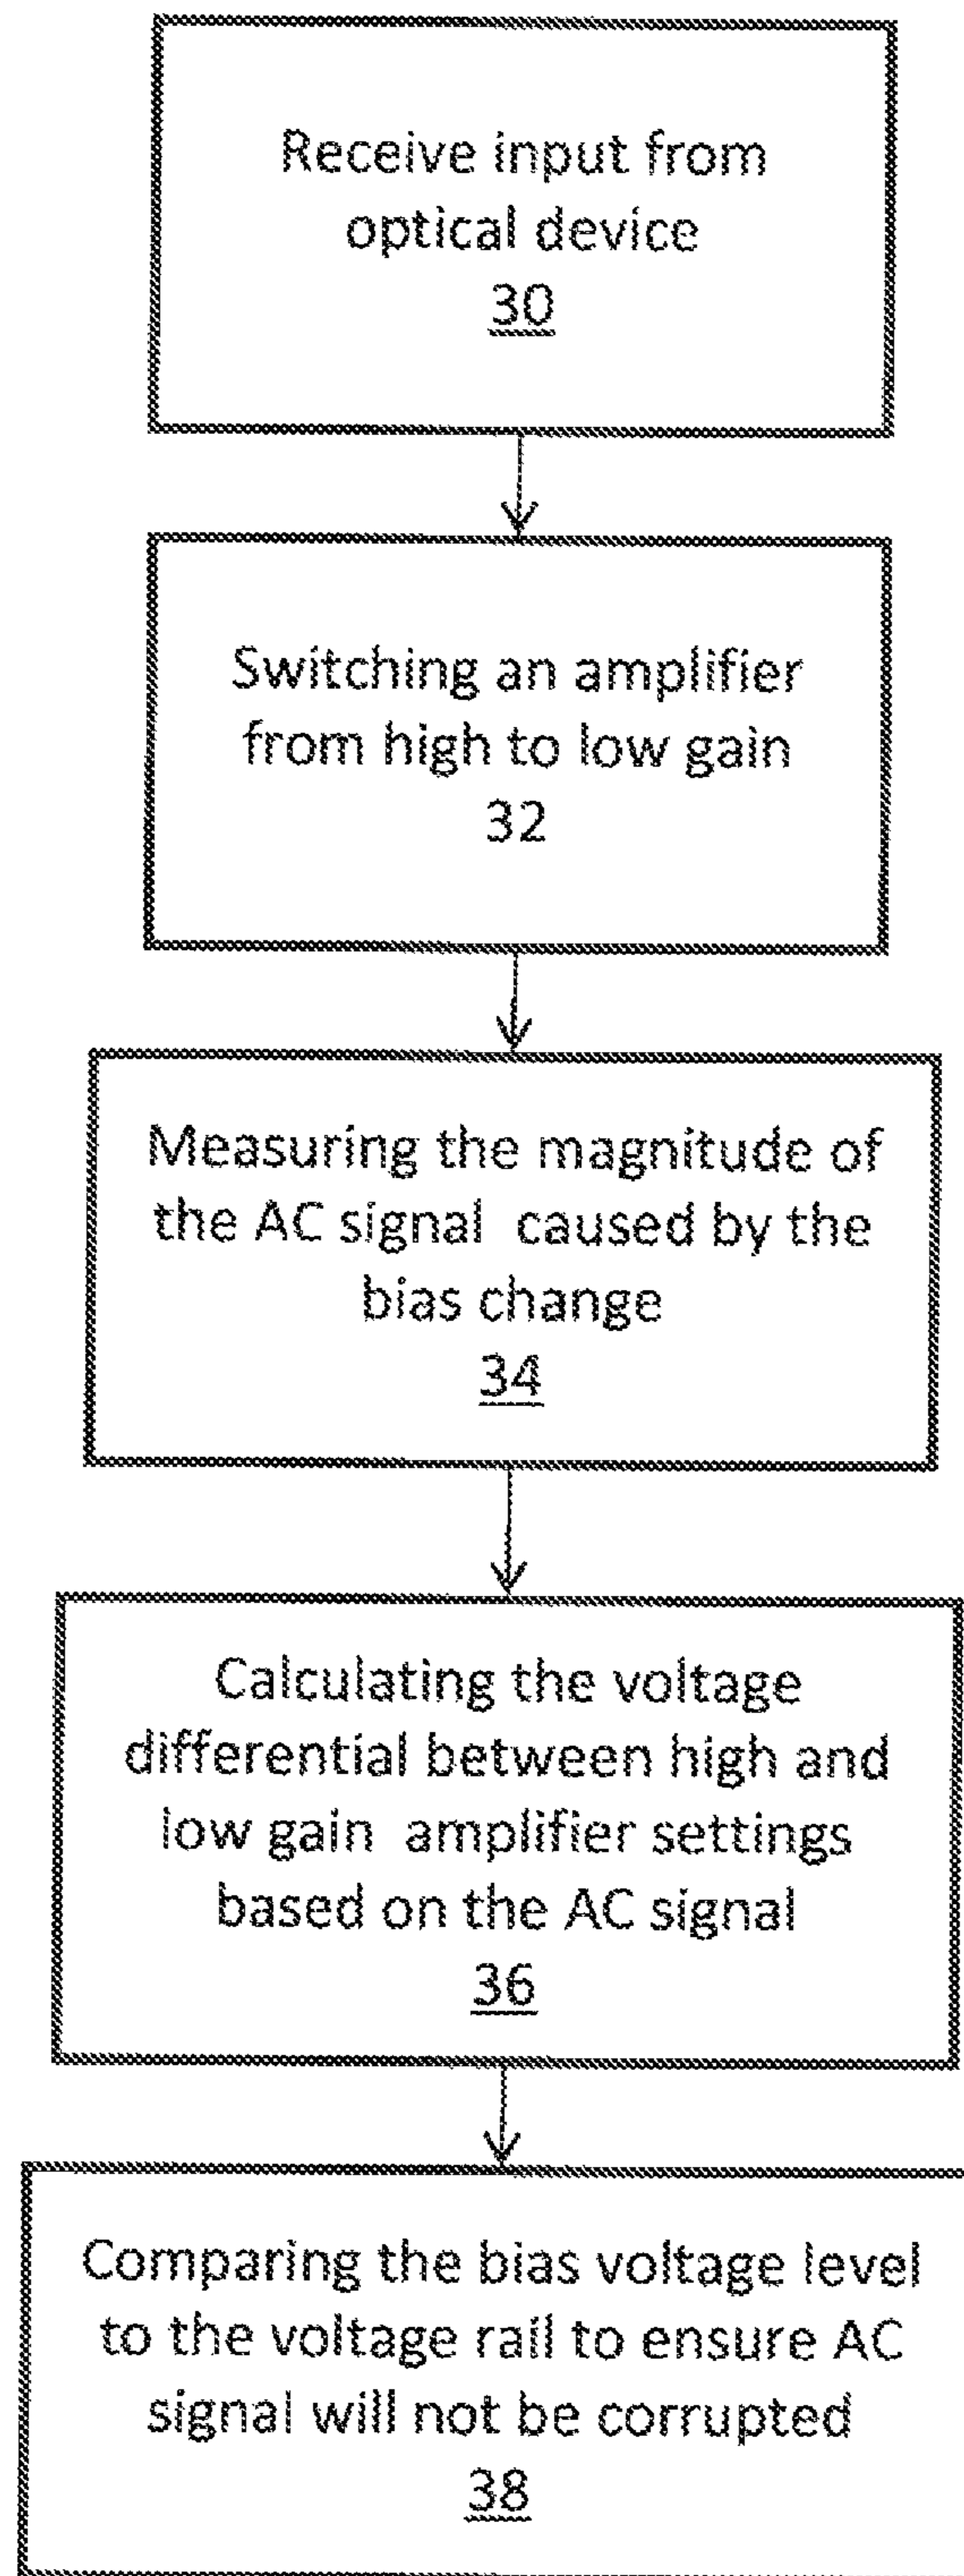 Receive input from
optical device
30
Switching an amplifier
from high to low gain
32
Measuring the magnitude of
the AC signal caused by the
bias change
34
Calculating the voltage
differential between high and
low gain amplifier settings
based on the AC signal
36
Comparing the bias voltage level
to the voltage rail to ensure AC
signal will not be corrupted
38